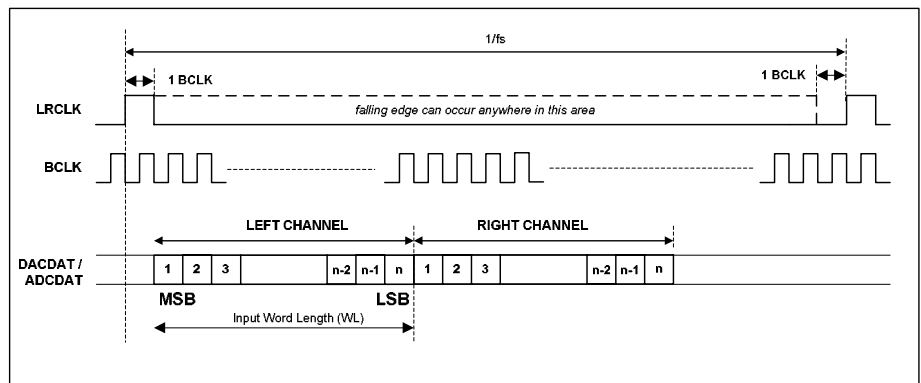 1/fs
1 BCLK
1 BCLK
LRCLK
falling edge can occur anywhere in this area
BCLK
LEFT CHANNEL
RIGHT CHANNEL
DACDAT /
ADCDAT
1 2 3 n-2 n-1 n 1 2 3 n-2 n-1 n
MSB LSB
Input Word Length (WL)